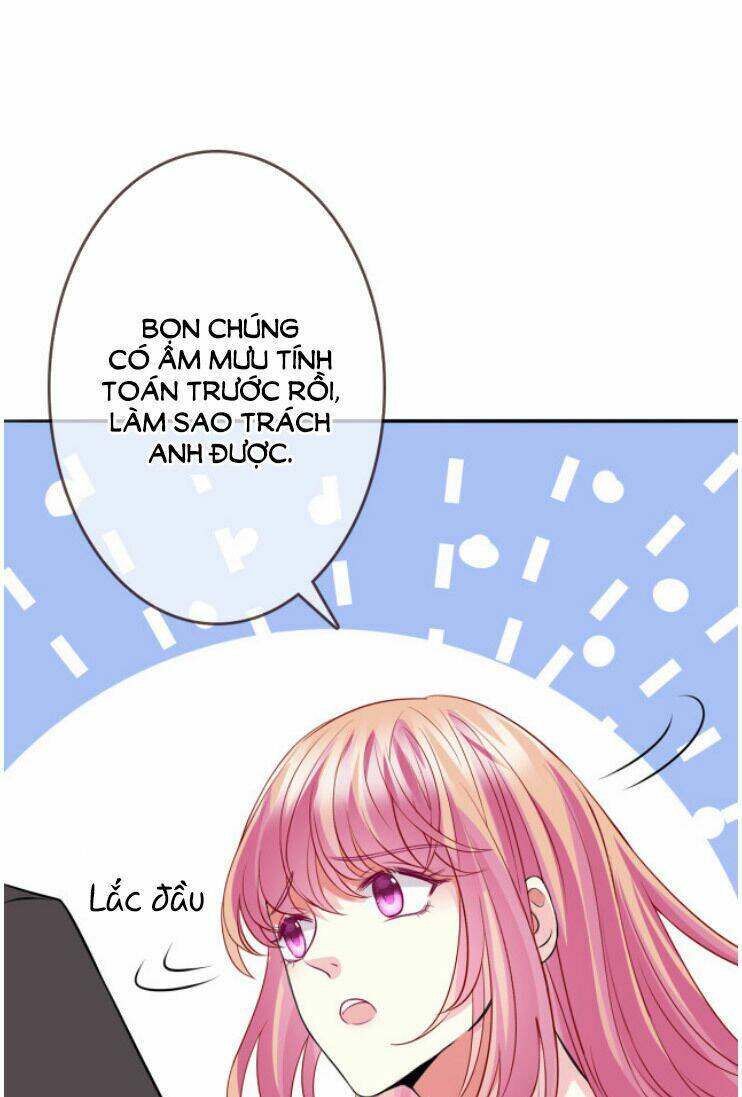 BỌN CHÚNG
CÓ ÂM MƯU TÍNH
TOÁN TRƯỚC RỒI,
LÀM SAO TRÁCH
ANH ĐƯỢC.
Lắc đầu